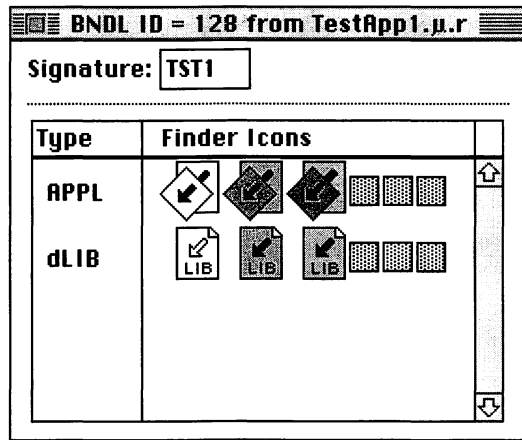 BNDL ID = 128 from TestApp1.µ.r
Signature: TST1
Type Finder Icons
APPL
dLIB
LIB LIB LIB